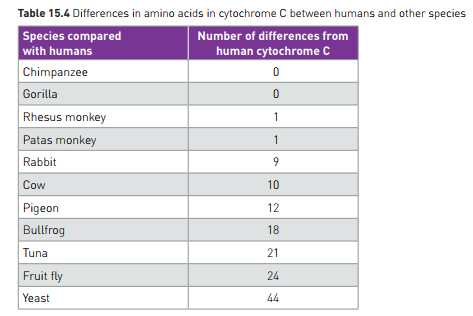 Table 15.4 Differences in amino acids in cytochrome C between humans and other species
Species compared with humans Number of differences from human cytochrome C
Chimpanzee 0
Gorilla 0
Rhesus monkey 1
Patas monkey 1
Rabbit 9
Cow 10
Pigeon 12
Bullfrog 18
Tuna 21
Fruit fly 24
Yeast 44